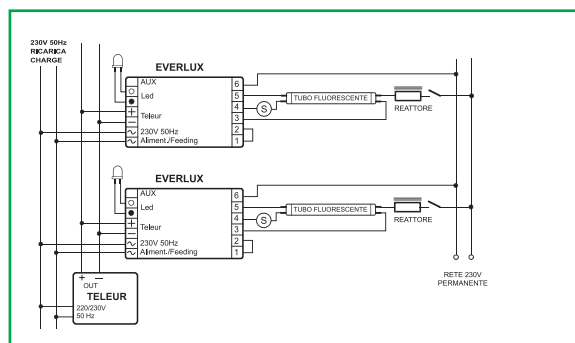 230V 50Hz
RICARICA
CHARGE
EVERLUX
AUX
Led
+
Teleur
−
230V 50Hz
Aliment./Feeding
6
5
4
3
2
1
S
TUBO FLUORESCENTE
REATTORE
EVERLUX
AUX
Led
+
Teleur
−
230V 50Hz
Aliment./Feeding
6
5
4
3
2
1
S
TUBO FLUORESCENTE
REATTORE
+ −
OUT
TELEUR
220/230V
50 Hz
RETE 230V
PERMANENTE